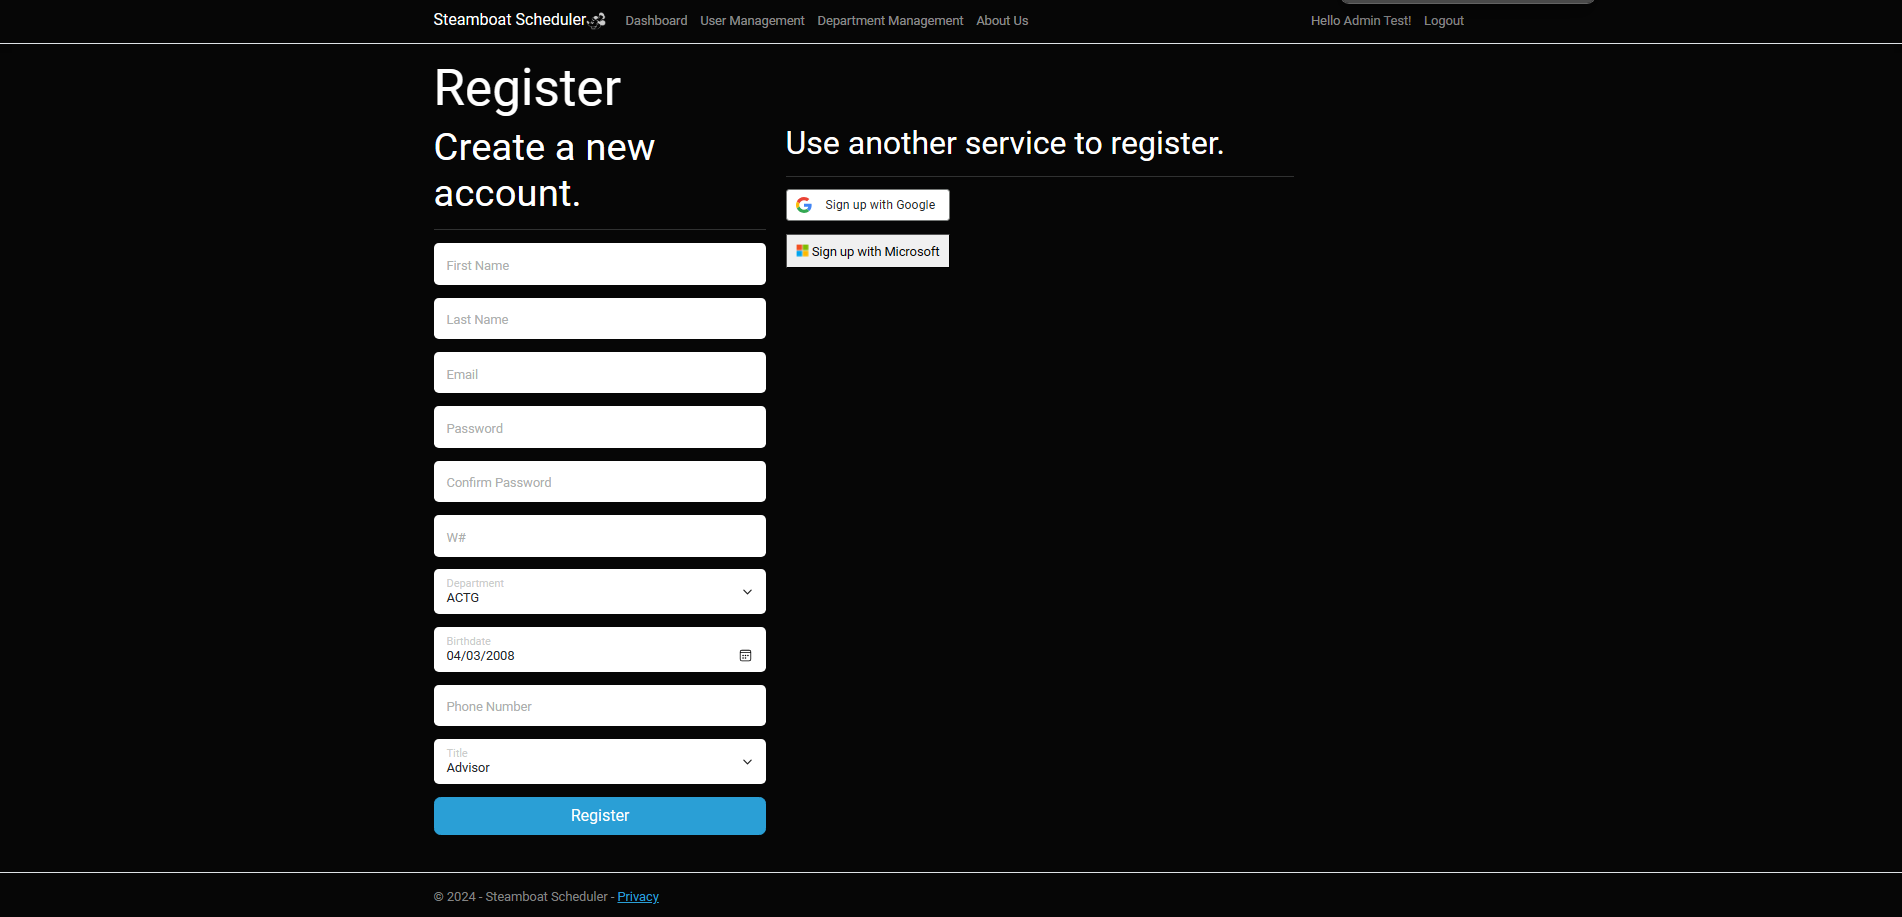 Steamboat Scheduler Dashboard User Management Department Management About Us Hello Admin Test! Logout
Register
Create a new
account.
First Name
Last Name
Email
Password
Confirm Password
W#
Department
ACTG
Birthdate
04/03/2008
Phone Number
Title
Advisor
Register
Use another service to register.
Sign up with Google
Sign up with Microsoft
© 2024 - Steamboat Scheduler - Privacy